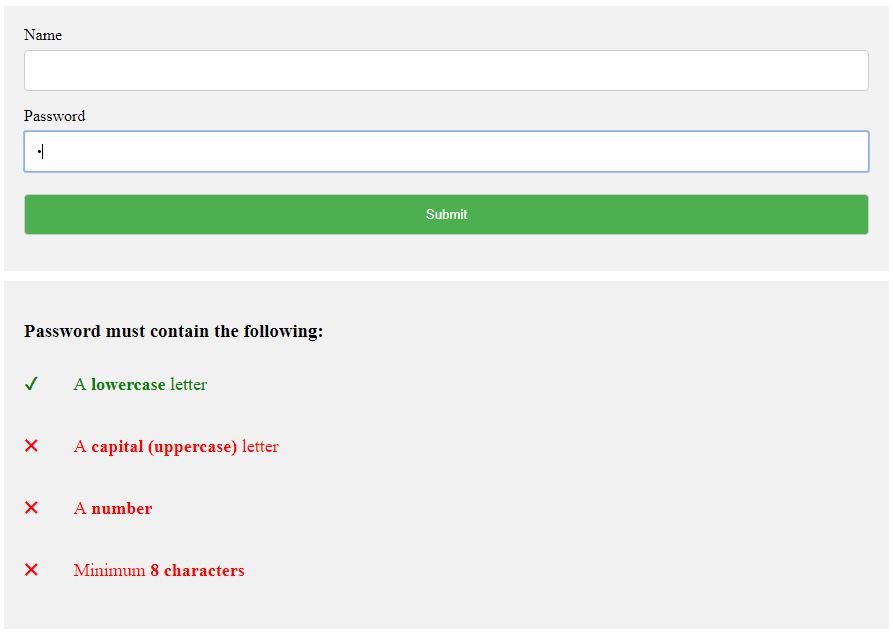 Name
Password
•
Submit
Password must contain the following:
✓ A lowercase letter
✕ A capital (uppercase) letter
✕ A number
✕ Minimum 8 characters